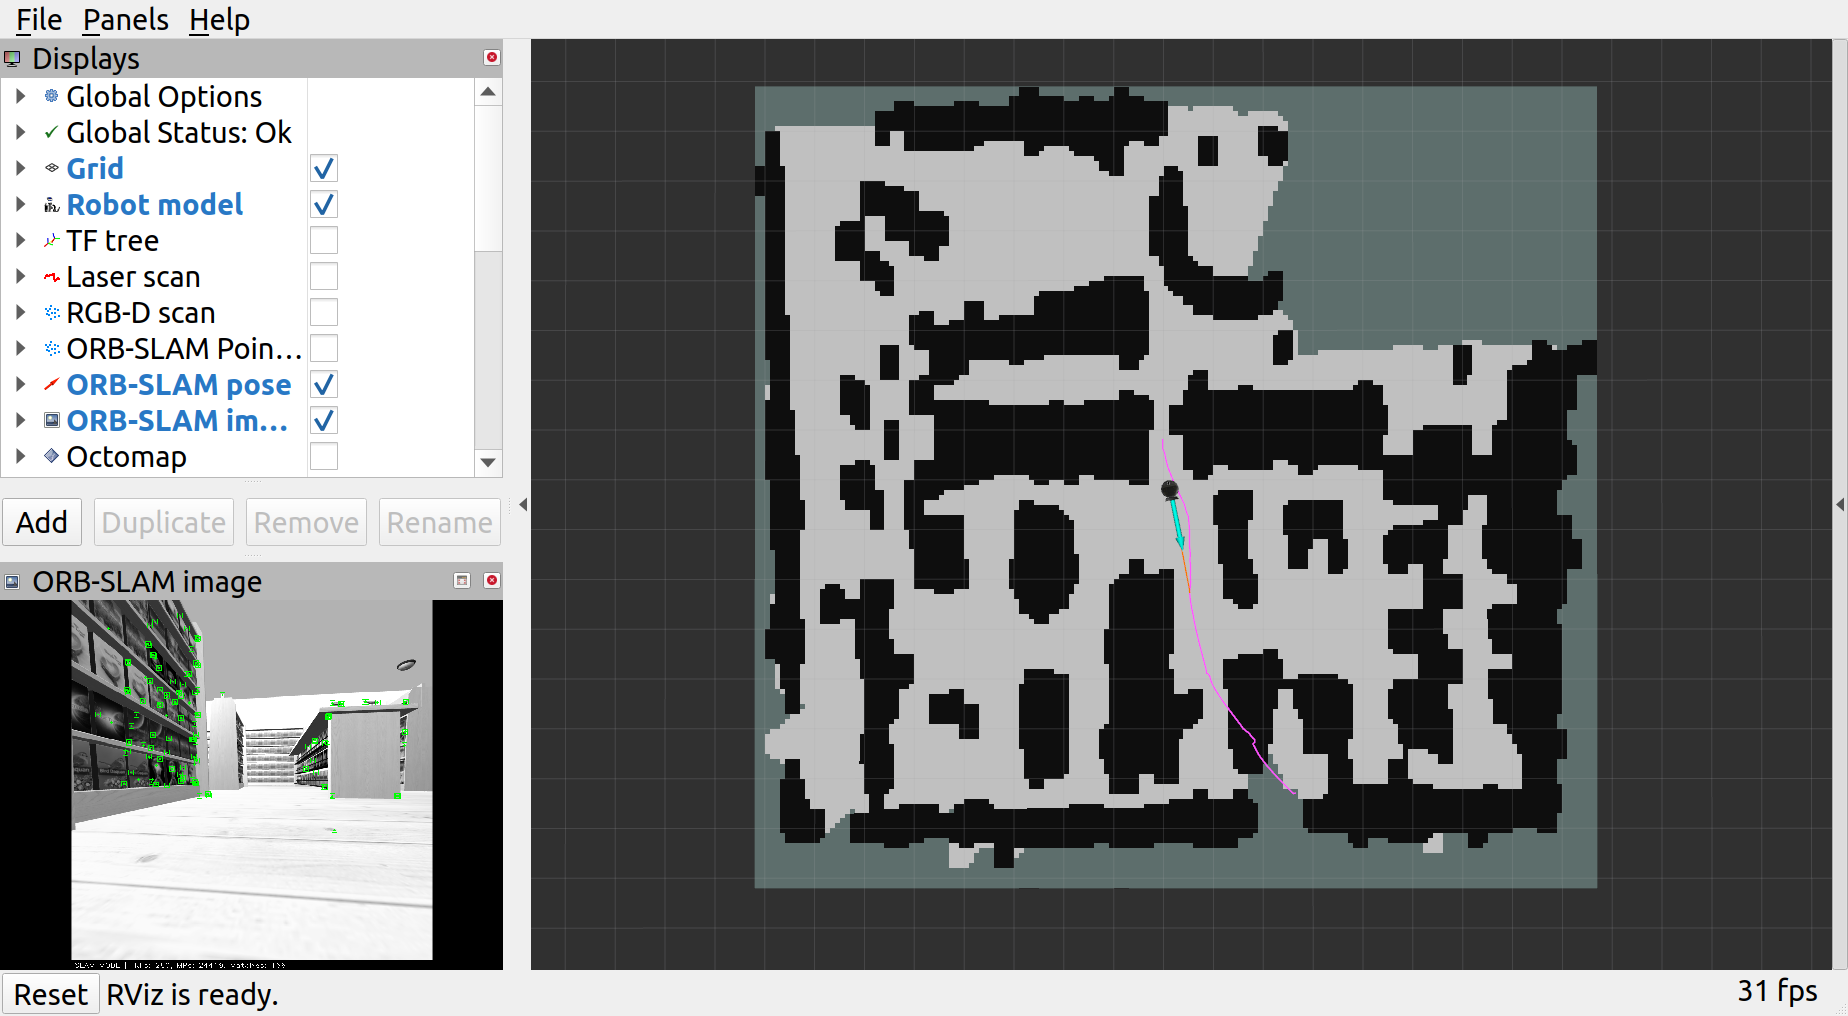 File Panels Help
Displays
Global Options
Global Status: Ok
Grid
Robot model
TF tree
Laser scan
RGB-D scan
ORB-SLAM Poin...
ORB-SLAM pose
ORB-SLAM im...
Octomap
Add Duplicate Remove Rename
ORB-SLAM image
SLAM MODE |
Reset RViz is ready.
31 fps